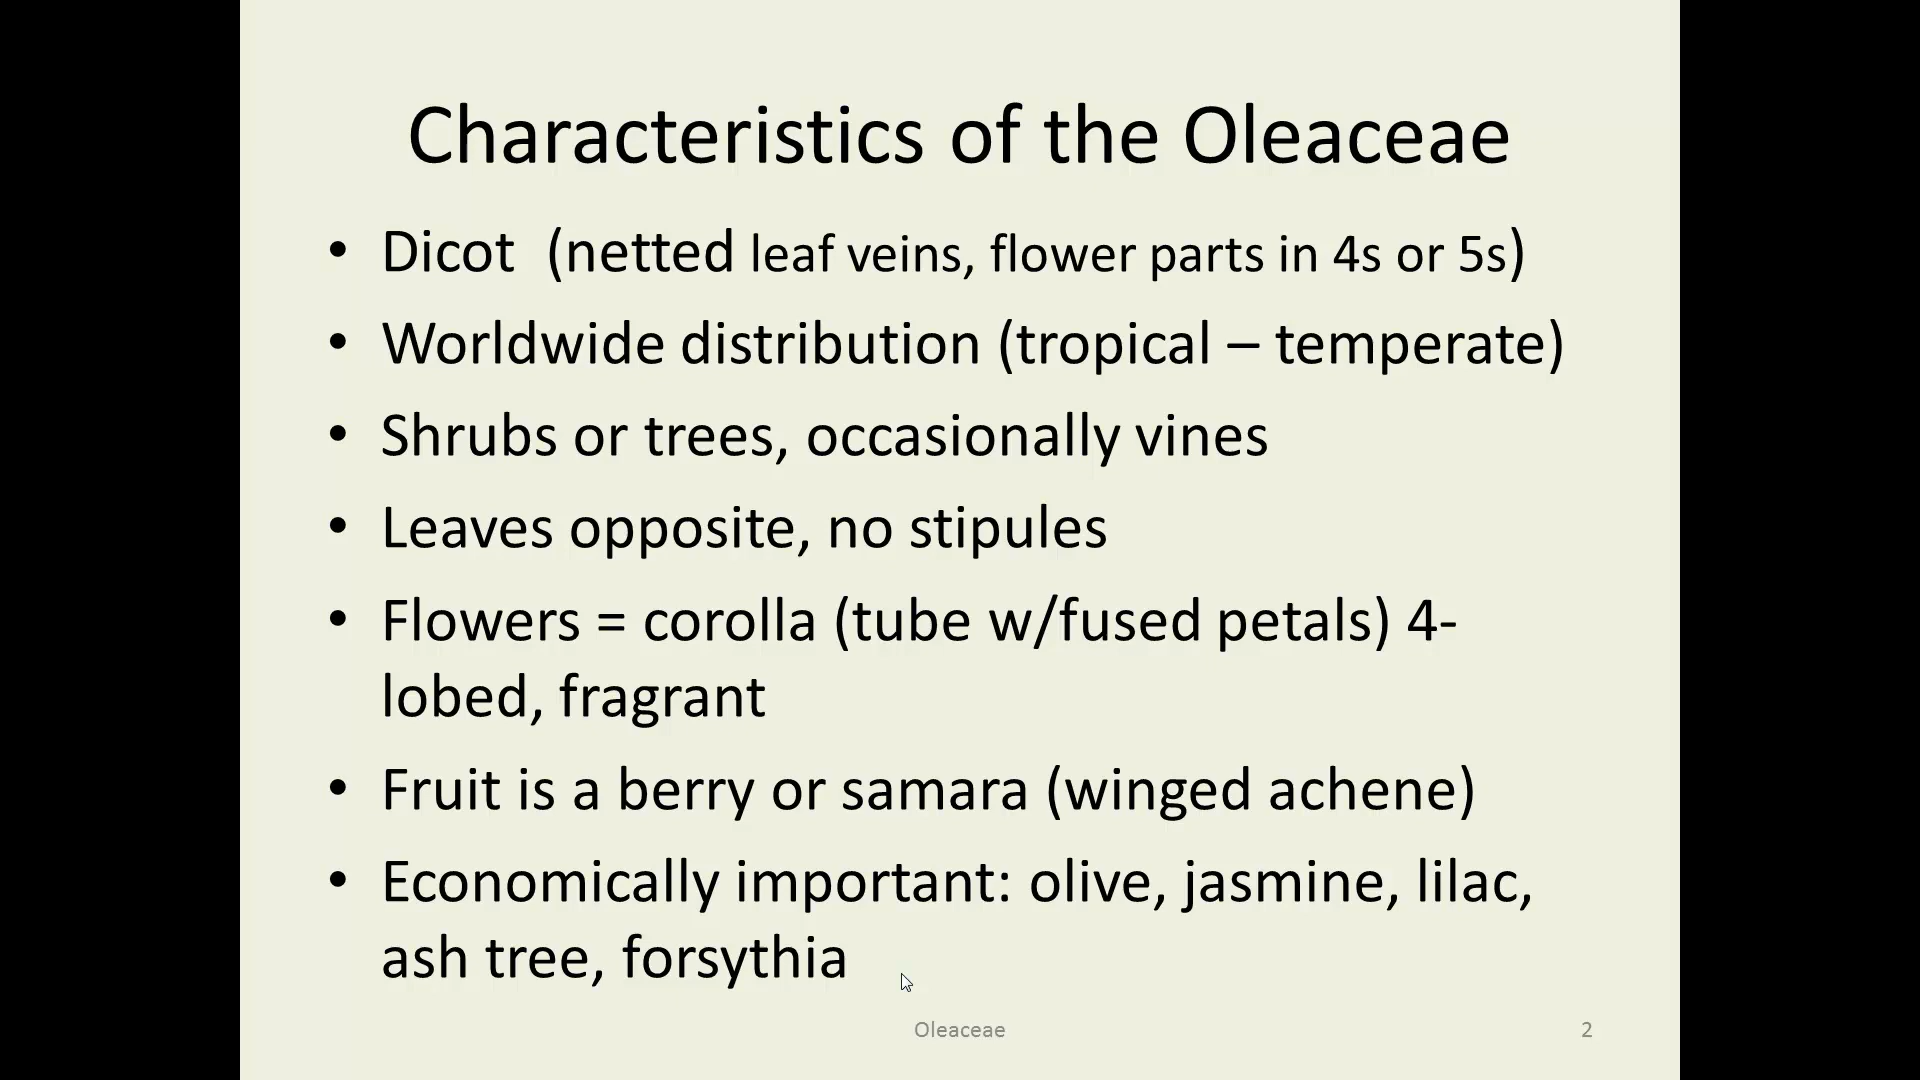 Characteristics of the Oleaceae
• Dicot  (netted leaf veins, flower parts in 4s or 5s)
• Worldwide distribution (tropical – temperate)
• Shrubs or trees, occasionally vines
• Leaves opposite, no stipules
• Flowers = corolla (tube w/fused petals) 4-
lobed, fragrant
• Fruit is a berry or samara (winged achene)
• Economically important: olive, jasmine, lilac,
ash tree, forsythia
Oleaceae
2